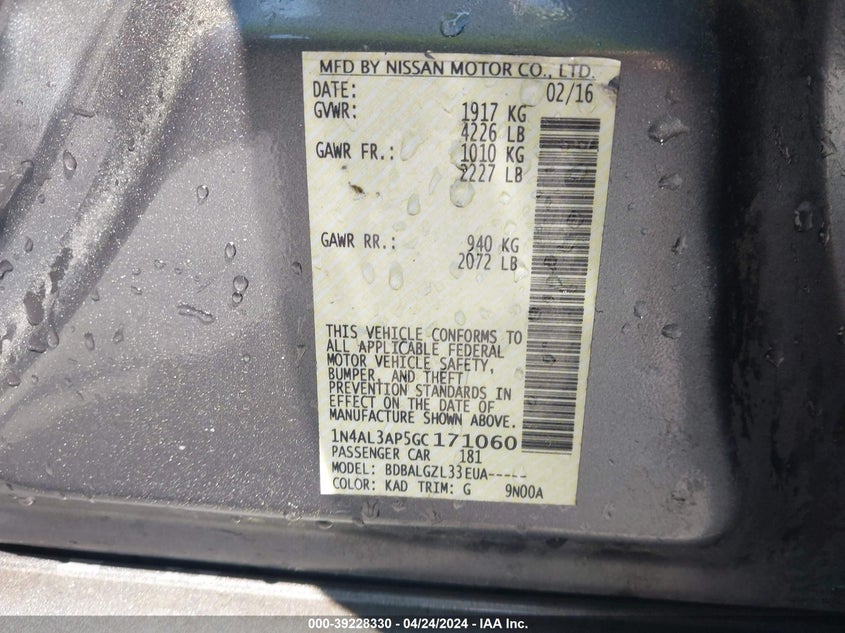 MFD BY NISSAN MOTOR CO., LTD.
DATE: 02/16
GVWR: 1917 KG
4226 LB
GAWR FR.: 1010 KG
2227 LB
GAWR RR.: 940 KG
2072 LB
THIS VEHICLE CONFORMS TO
ALL APPLICABLE FEDERAL
MOTOR VEHICLE SAFETY,
BUMPER, AND THEFT
PREVENTION STANDARDS IN
EFFECT ON THE DATE OF
MANUFACTURE SHOWN ABOVE.
1N4AL3AP5GC171060
PASSENGER CAR 181
MODEL: BDBALGZL33EUA-----
COLOR: KAD TRIM: G 9N00A
000-39228330 - 04/24/2024 - IAA Inc.